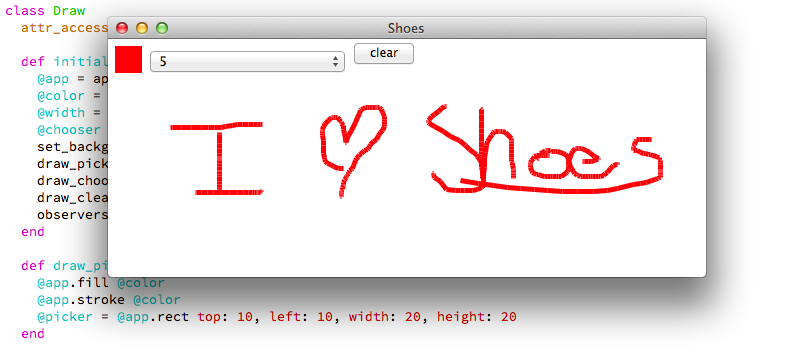 class Draw
attr_access
Shoes
5
clear
def initial
@app = ap
@color =
@width =
@chooser
set_backg
draw_pick
draw_choo
draw_clea
observers
end
I ♥ Shoes
class draw_pi
@app.fill @color
@app.stroke @color
@picker = @app.rect top: 10, left: 10, width: 20, height: 20
end